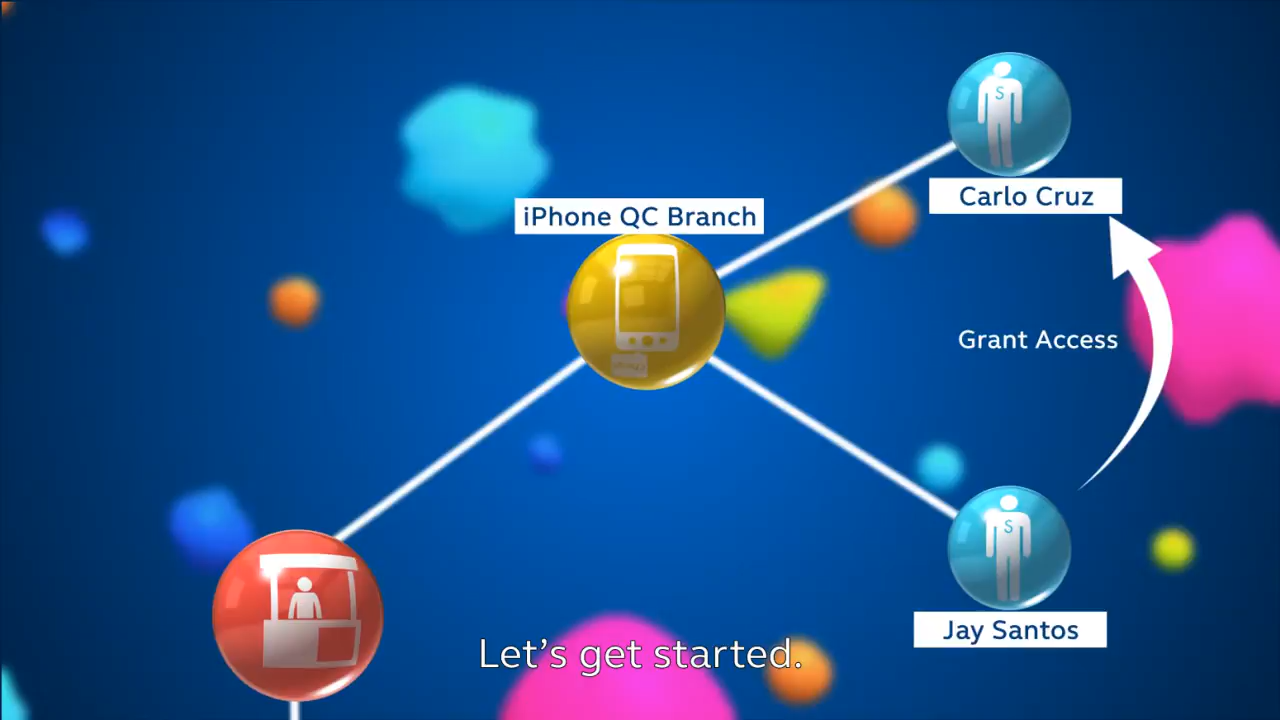 Carlo Cruz
iPhone QC Branch
Grant Access
Jay Santos
Let's get started.
S
S